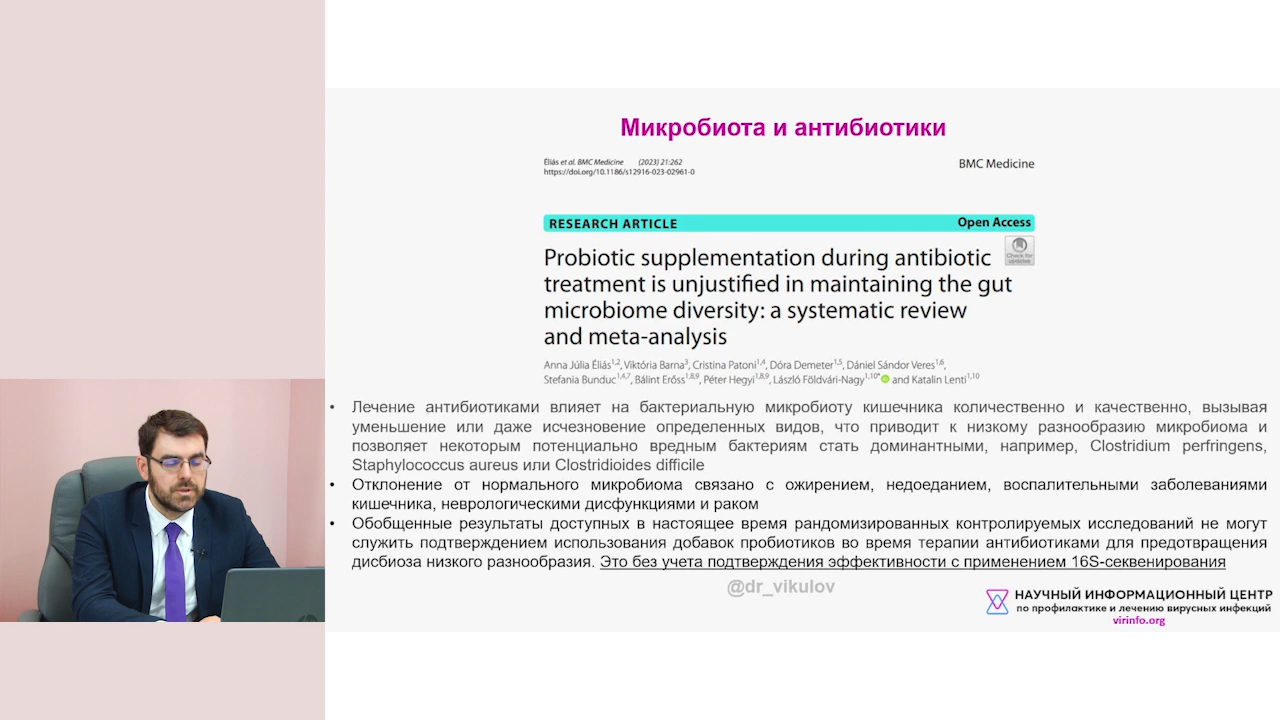 Микробиота и антибиотики
Éliás et al. BMC Medicine (2023) 21:262
https://doi.org/10.1186/s12916-023-02961-0
BMC Medicine
RESEARCH ARTICLE
Open Access
Check for
updates
Probiotic supplementation during antibiotic
treatment is unjustified in maintaining the gut
microbiome diversity: a systematic review
and meta-analysis
Anna Júlia Éliás1,2, Viktória Barna3, Cristina Patoni1,4, Dóra Demeter1,5, Dániel Sándor Veres1,6,
Stefania Bunduc1,4,7, Bálint Erőss1,8,9, Péter Hegyi1,8,9, László Földvári-Nagy1,10* and Katalin Lenti1,10
• Лечение антибиотиками влияет на бактериальную микробиоту кишечника количественно и качественно, вызывая
уменьшение или даже исчезновение определенных видов, что приводит к низкому разнообразию микробиома и
позволяет некоторым потенциально вредным бактериям стать доминантными, например, Clostridium perfringens,
Staphylococcus aureus или Clostridioides difficile
• Отклонение от нормального микробиома связано с ожирением, недоеданием, воспалительными заболеваниями
кишечника, неврологическими дисфункциями и раком
• Обобщенные результаты доступных в настоящее время рандомизированных контролируемых исследований не могут
служить подтверждением использования добавок пробиотиков во время терапии антибиотиками для предотвращения
дисбиоза низкого разнообразия. Это без учета подтверждения эффективности с применением 16S-секвенирования
@dr_vikulov
НАУЧНЫЙ ИНФОРМАЦИОННЫЙ ЦЕНТР
по профилактике и лечению вирусных инфекций
virinfo.org